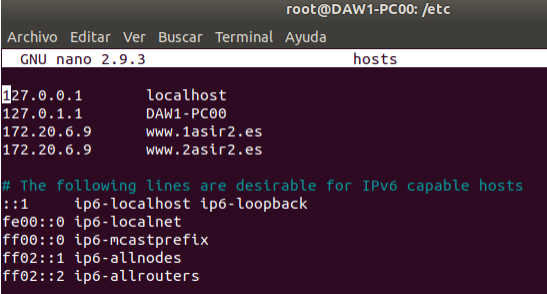 root@DAW1-PC00: /etc
Archivo Editar Ver Buscar Terminal Ayuda
GNU nano 2.9.3 hosts
127.0.0.1 localhost
127.0.1.1 DAW1-PC00
172.20.6.9 www.1asir2.es
172.20.6.9 www.2asir2.es
# The following lines are desirable for IPv6 capable hosts
::1 ip6-localhost ip6-loopback
fe00::0 ip6-localnet
ff00::0 ip6-mcastprefix
ff02::1 ip6-allnodes
ff02::2 ip6-allrouters